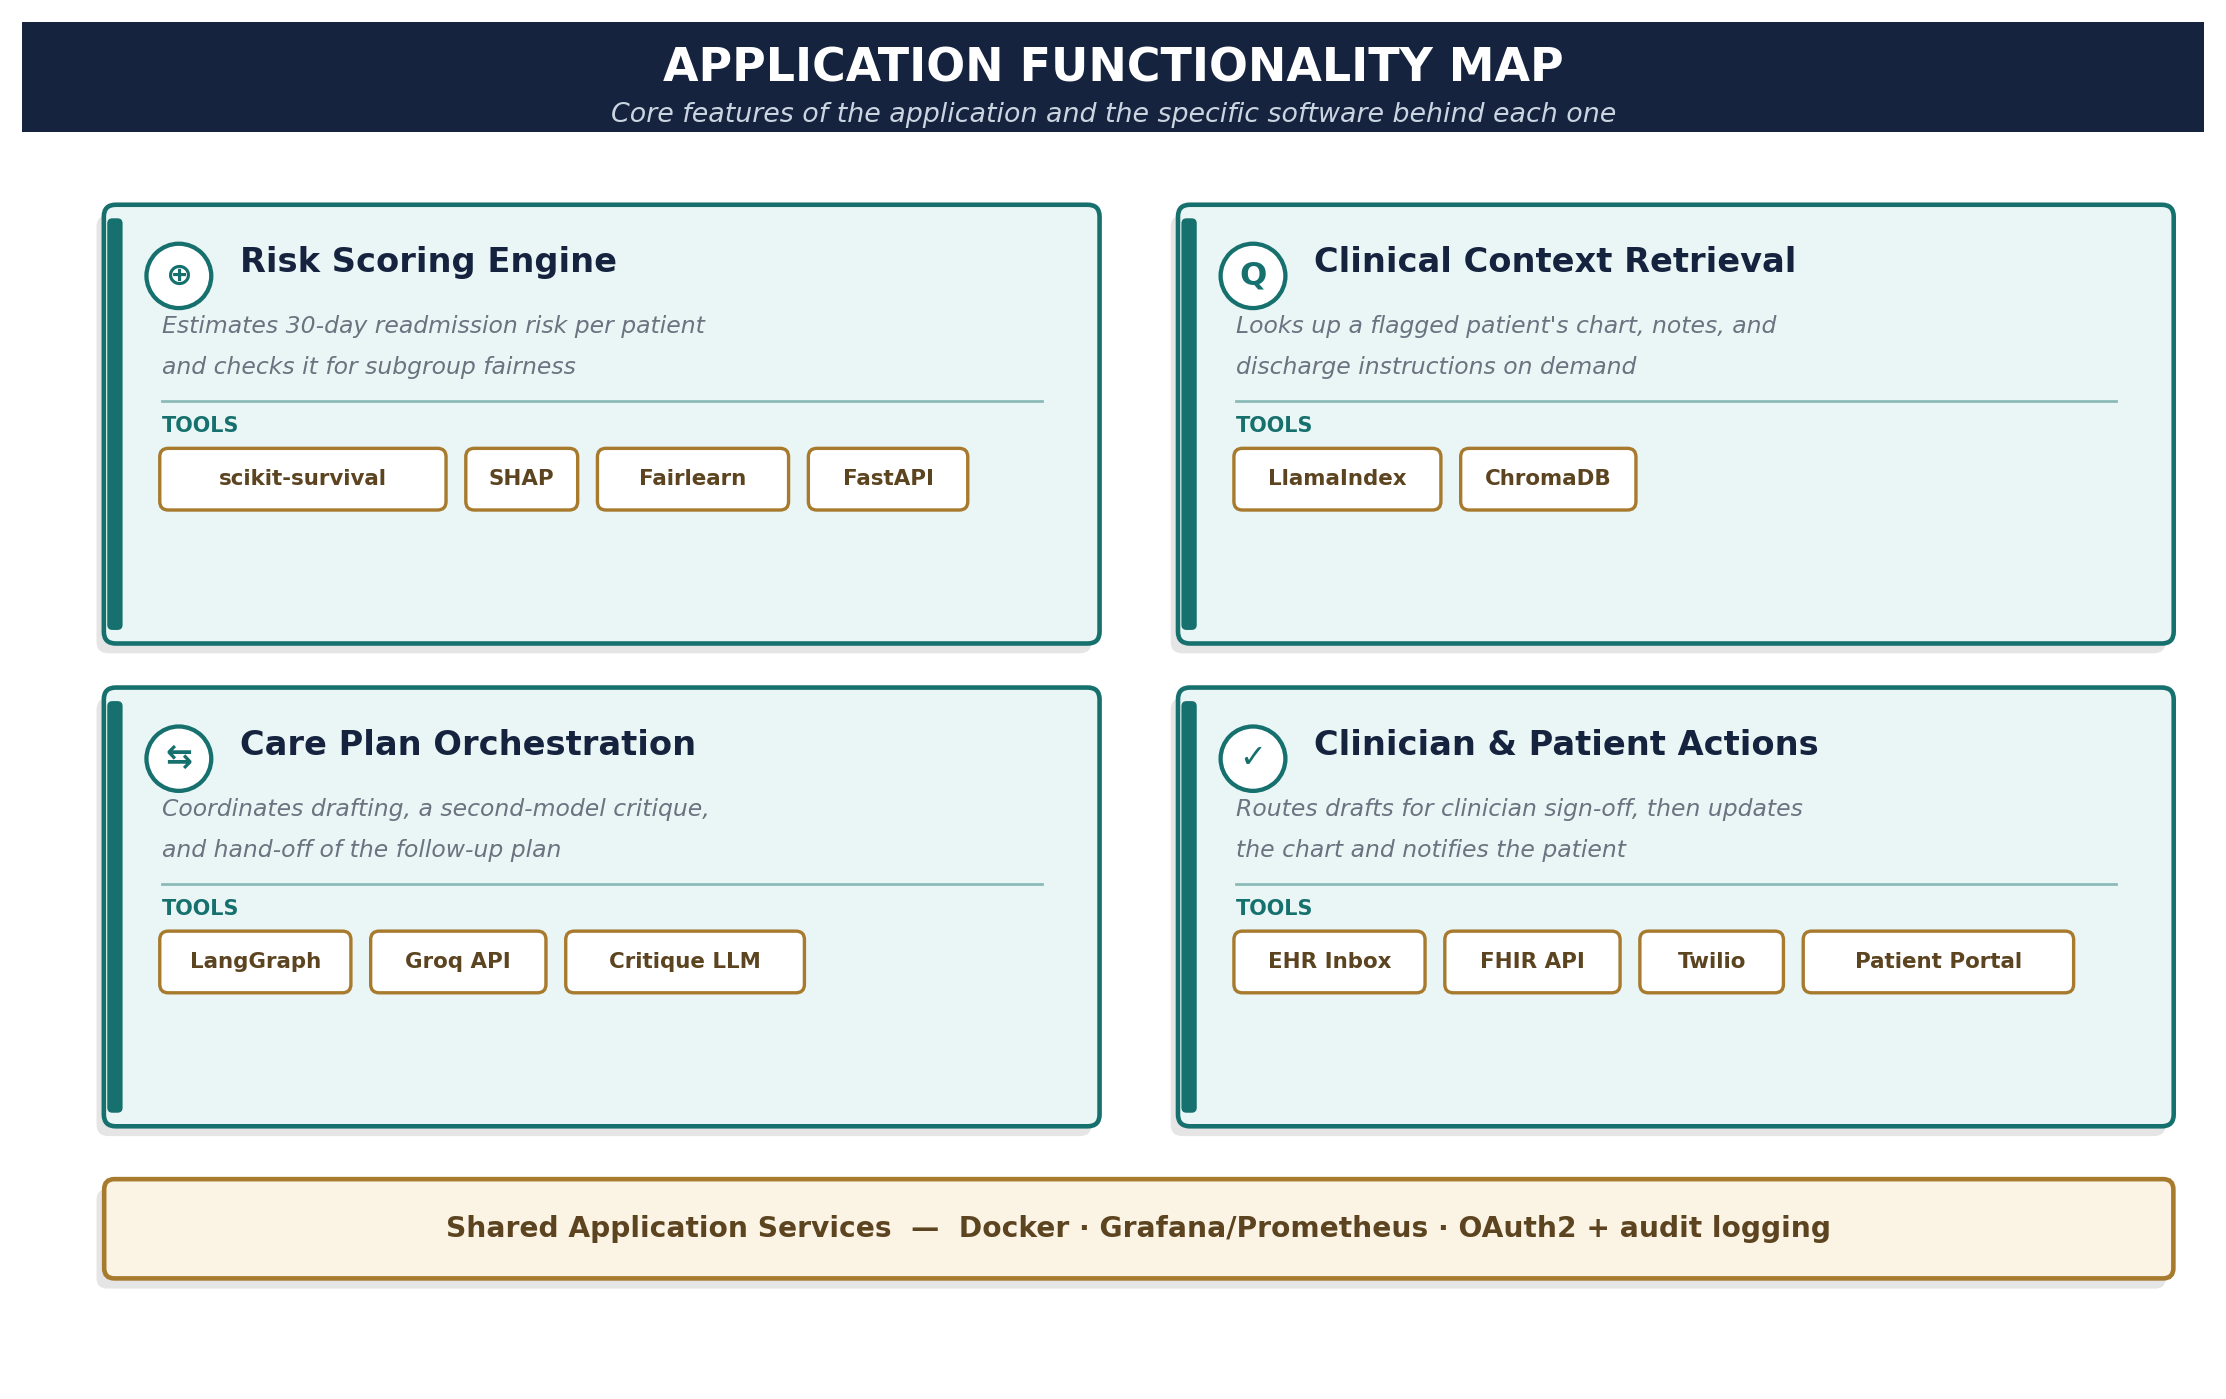 APPLICATION FUNCTIONALITY MAP
Core features of the application and the specific software behind each one
⊕
Risk Scoring Engine
Estimates 30-day readmission risk per patient
and checks it for subgroup fairness
TOOLS
scikit-survival
SHAP
Fairlearn
FastAPI
Q
Clinical Context Retrieval
Looks up a flagged patient's chart, notes, and
discharge instructions on demand
TOOLS
LlamaIndex
ChromaDB
⇆
Care Plan Orchestration
Coordinates drafting, a second-model critique,
and hand-off of the follow-up plan
TOOLS
LangGraph
Groq API
Critique LLM
✓
Clinician & Patient Actions
Routes drafts for clinician sign-off, then updates
the chart and notifies the patient
TOOLS
EHR Inbox
FHIR API
Twilio
Patient Portal
Shared Application Services — Docker · Grafana/Prometheus · OAuth2 + audit logging